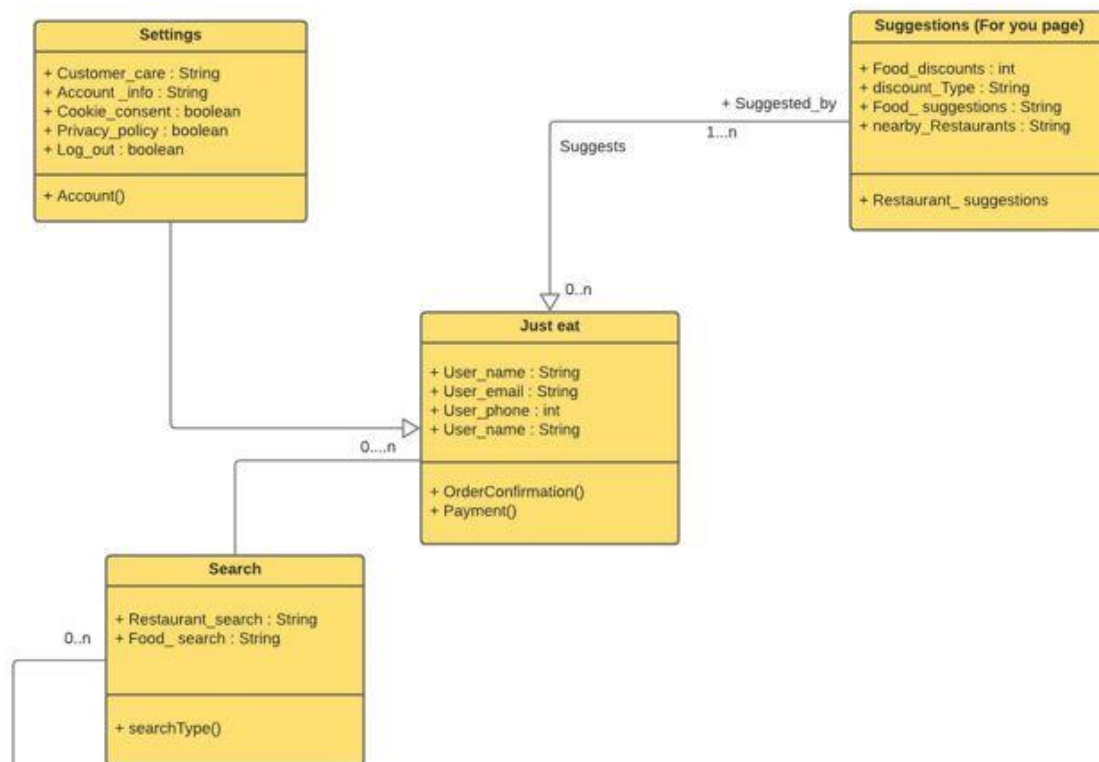 Settings
+ Customer_care : String
+ Account _info : String
+ Cookie_consent : boolean
+ Privacy_policy : boolean
+ Log_out : boolean
+ Account()
Suggestions (For you page)
+ Food_discounts : int
+ discount_Type : String
+ Food_ suggestions : String
+ nearby_Restaurants : String
+ Restaurant_ suggestions
+ Suggested_by
1...n
Suggests
0..n
Just eat
+ User_name : String
+ User_email : String
+ User_phone : int
+ User_name : String
+ OrderConfirmation()
+ Payment()
0....n
Search
+ Restaurant_search : String
+ Food_ search : String
+ searchType()
0..n